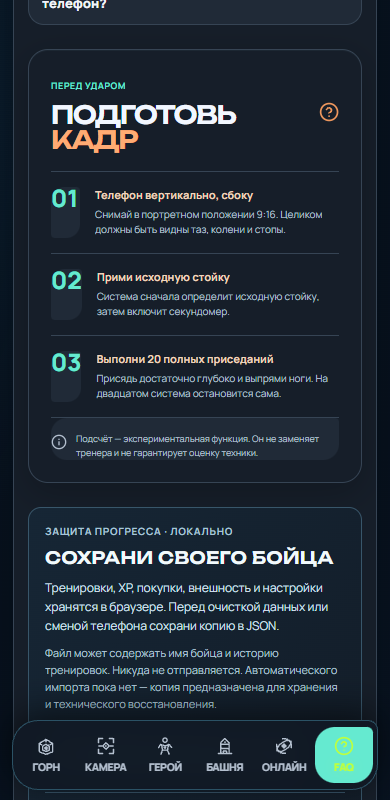 телефон?
ПЕРЕД УДАРОМ
ПОДГОТОВЬ
КАДР
01
Телефон вертикально, сбоку
Снимай в портретном положении 9:16. Целиком
должны быть видны таз, колени и стопы.
02
Прими исходную стойку
Система сначала определит исходную стойку,
затем включит секундомер.
03
Выполни 20 полных приседаний
Присядь достаточно глубоко и выпрями ноги. На
двадцатом система остановится сама.
Подсчёт — экспериментальная функция. Он не заменяет
тренера и не гарантирует оценку техники.
ЗАЩИТА ПРОГРЕССА · ЛОКАЛЬНО
СОХРАНИ СВОЕГО БОЙЦА
Тренировки, XP, покупки, внешность и настройки
хранятся в браузере. Перед очисткой данных или
сменой телефона сохрани копию в JSON.
Файл может содержать имя бойца и историю
тренировок. Никуда не отправляется. Автоматического
импорта пока нет — копия предназначена для хранения
и технического восстановления.
ГОРН КАМЕРА ГЕРОЙ БАШНЯ ОНЛАЙН FAQ